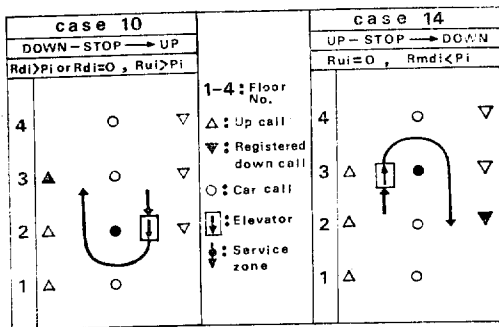 case 10
DOWN-STOP → UP
Rdi>Pi or Rdi=0 , Rui>Pi
4
3
2
1
1-4: Floor No.
△: Up call
▼: Registered down call
○: Car call
: Elevator
: Service zone
case 14
UP-STOP → DOWN
Rui=0, Rmdi<Pi
4
3
2
1